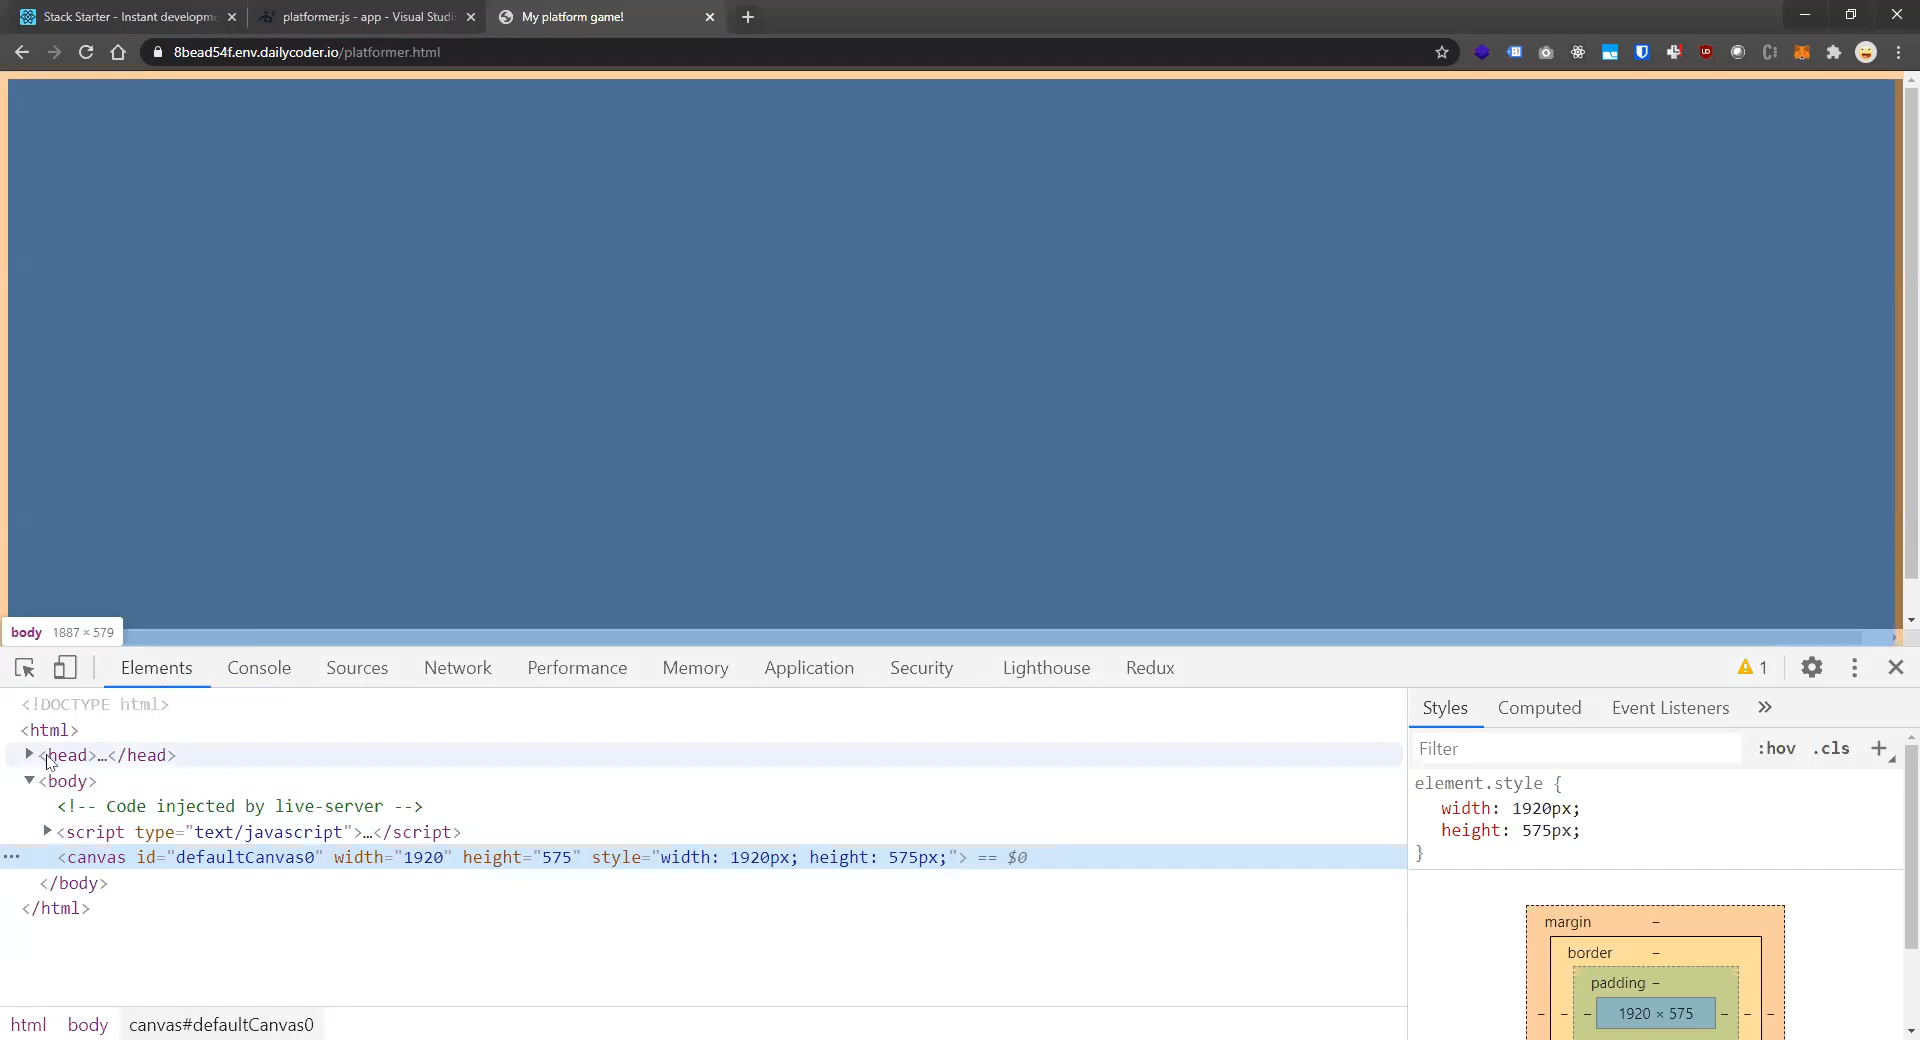 Stack Starter - Instant developme
platformer.js - app - Visual Studi
My platform game!
8bead54f.env.dailycoder.io/platformer.html
body 1887 × 579
Elements Console Sources Network Performance Memory Application Security Lighthouse Redux 1
<!DOCTYPE html>
<html>
<head>…</head>
<body>
<!-- Code injected by live-server -->
<script type="text/javascript">…</script>
<canvas id="defaultCanvas0" width="1920" height="575" style="width: 1920px; height: 575px;"> == $0
</body>
</html>
html body canvas#defaultCanvas0
Styles Computed Event Listeners »
Filter :hov .cls +
element.style {
width: 1920px;
height: 575px;
}
margin –
border –
padding –
– – – 1920 × 575 – – –